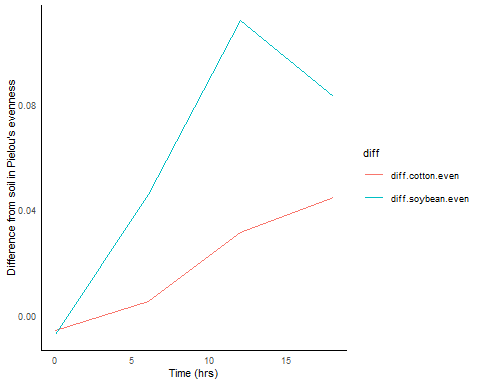 Difference from soil in Pielou's evenness
0.08
0.04
0.00
0
5
10
15
Time (hrs)
diff
diff.cotton.even
diff.soybean.even